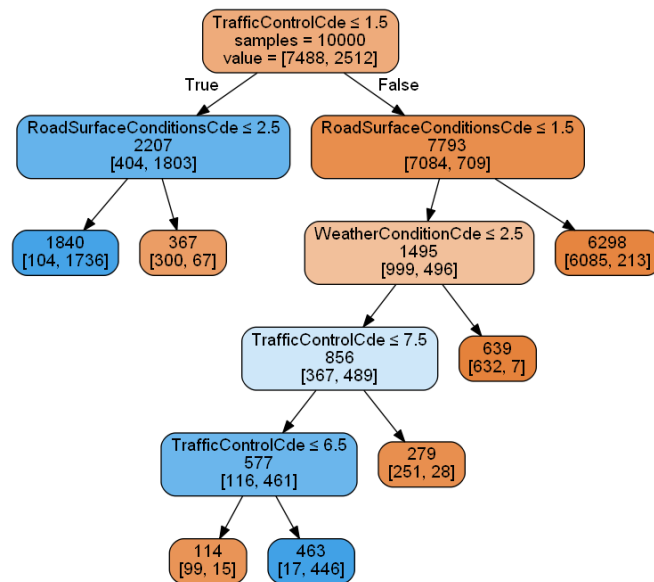 TrafficControlCde ≤ 1.5
samples = 10000
value = [7488, 2512]
True
False
RoadSurfaceConditionsCde ≤ 2.5
2207
[404, 1803]
RoadSurfaceConditionsCde ≤ 1.5
7793
[7084, 709]
1840
[104, 1736]
367
[300, 67]
WeatherConditionCde ≤ 2.5
1495
[999, 496]
6298
[6085, 213]
TrafficControlCde ≤ 7.5
856
[367, 489]
639
[632, 7]
TrafficControlCde ≤ 6.5
577
[116, 461]
279
[251, 28]
114
[99, 15]
463
[17, 446]